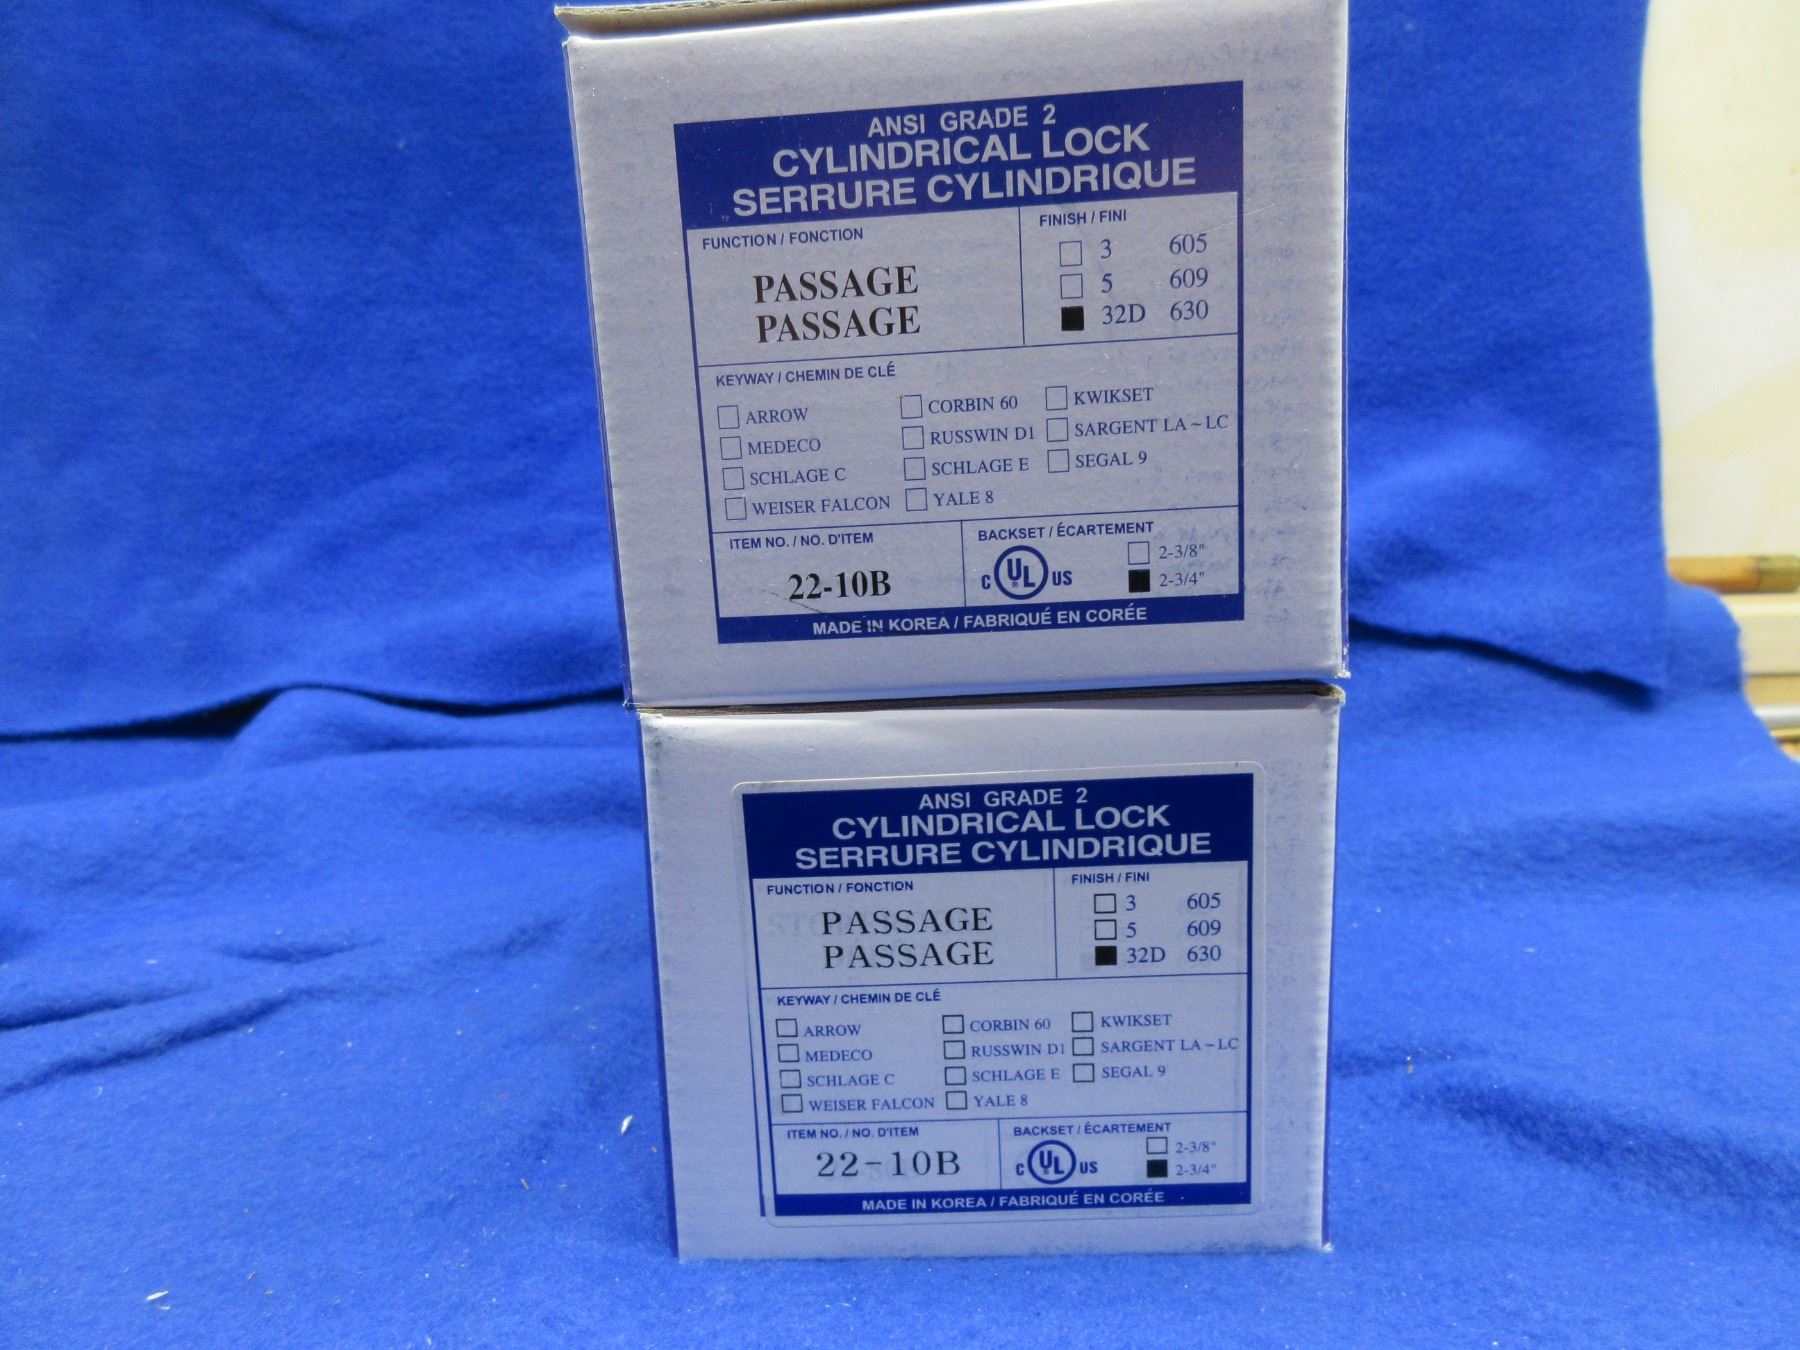 ANSI GRADE 2
CYLINDRICAL LOCK
SERRURE CYLINDRIQUE
FUNCTION / FONCTION
PASSAGE
PASSAGE
FINISH / FINI
3 605
5 609
32D 630
KEYWAY / CHEMIN DE CLÉ
ARROW CORBIN 60 KWIKSET
MEDECO RUSSWIN D1 SARGENT LA ~ LC
SCHLAGE C SCHLAGE E SEGAL 9
WEISER FALCON YALE 8
ITEM NO. / NO. D'ITEM
22-10B
BACKSET / ÉCARTEMENT
C UL US
2-3/8"
2-3/4"
MADE IN KOREA / FABRIQUÉ EN CORÉE
ANSI GRADE 2
CYLINDRICAL LOCK
SERRURE CYLINDRIQUE
FUNCTION / FONCTION
PASSAGE
PASSAGE
FINISH / FINI
3 605
5 609
32D 630
KEYWAY / CHEMIN DE CLÉ
ARROW CORBIN 60 KWIKSET
MEDECO RUSSWIN D1 SARGENT LA ~ LC
SCHLAGE C SCHLAGE E SEGAL 9
WEISER FALCON YALE 8
ITEM NO. / NO. D'ITEM
22-10B
BACKSET / ÉCARTEMENT
C UL US
2-3/8"
2-3/4"
MADE IN KOREA / FABRIQUÉ EN CORÉE